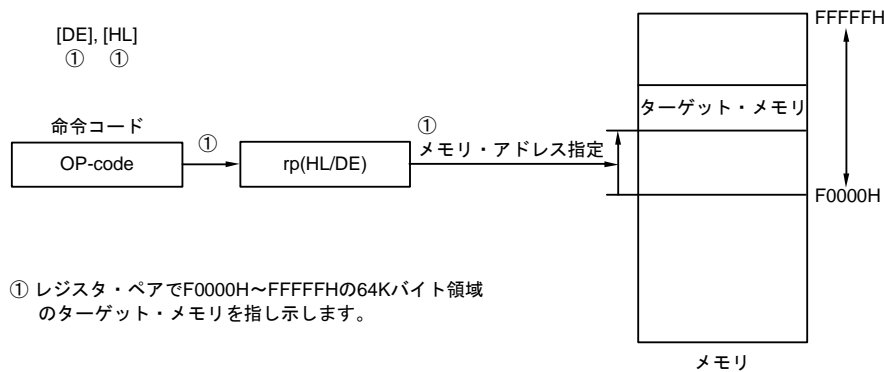 FFFFFH
[DE], [HL]
① ①
ターゲット・メモリ
命令コード
①
①
メモリ・アドレス指定
OP-code
rp(HL/DE)
F0000H
① レジスタ・ペアでF0000H~FFFFFHの64Kバイト領域
のターゲット・メモリを指し示します。
メモリ